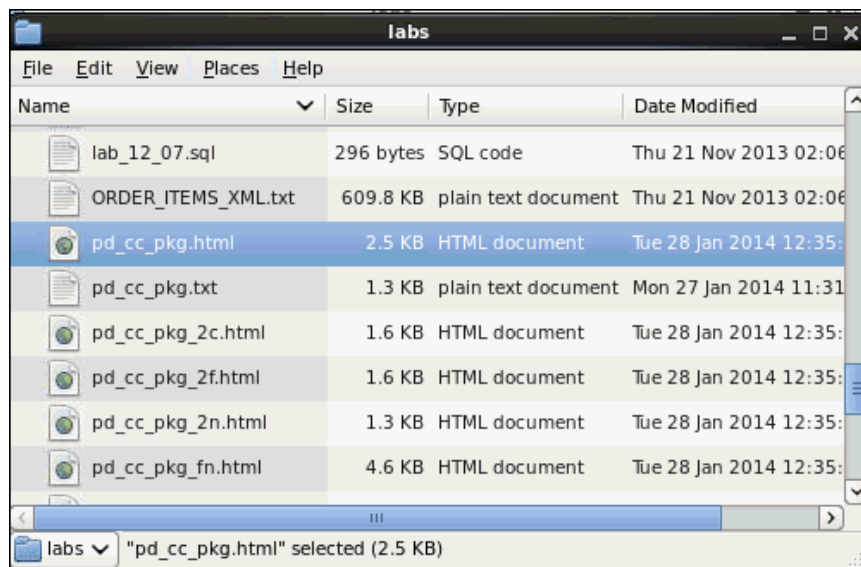 labs
File Edit View Places Help
Name Size Type Date Modified
lab_12_07.sql 296 bytes SQL code Thu 21 Nov 2013 02:06
ORDER_ITEMS_XML.txt 609.8 KB plain text document Thu 21 Nov 2013 02:06
pd_cc_pkg.html 2.5 KB HTML document Tue 28 Jan 2014 12:35:
pd_cc_pkg.txt 1.3 KB plain text document Mon 27 Jan 2014 11:31
pd_cc_pkg_2c.html 1.6 KB HTML document Tue 28 Jan 2014 12:35:
pd_cc_pkg_2f.html 1.6 KB HTML document Tue 28 Jan 2014 12:35:
pd_cc_pkg_2n.html 1.3 KB HTML document Tue 28 Jan 2014 12:35:
pd_cc_pkg_fn.html 4.6 KB HTML document Tue 28 Jan 2014 12:35:
labs "pd_cc_pkg.html" selected (2.5 KB)